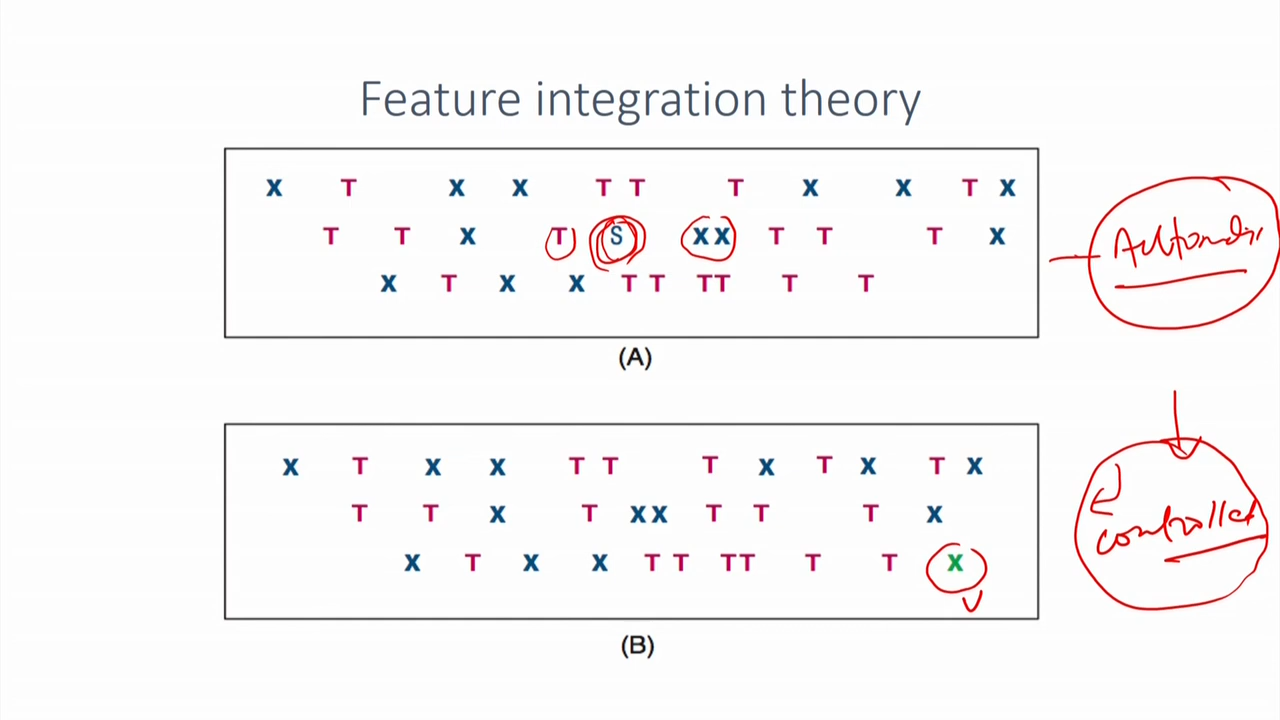 Feature integration theory
X T X X T T T X X T X
T T X T S X X T T T X
X T X X T T T T T T
(A)
Automatic
X T X X T T T X T X T X
T T X T X X T T T X
X T X X T T T T T T X
(B)
controlled